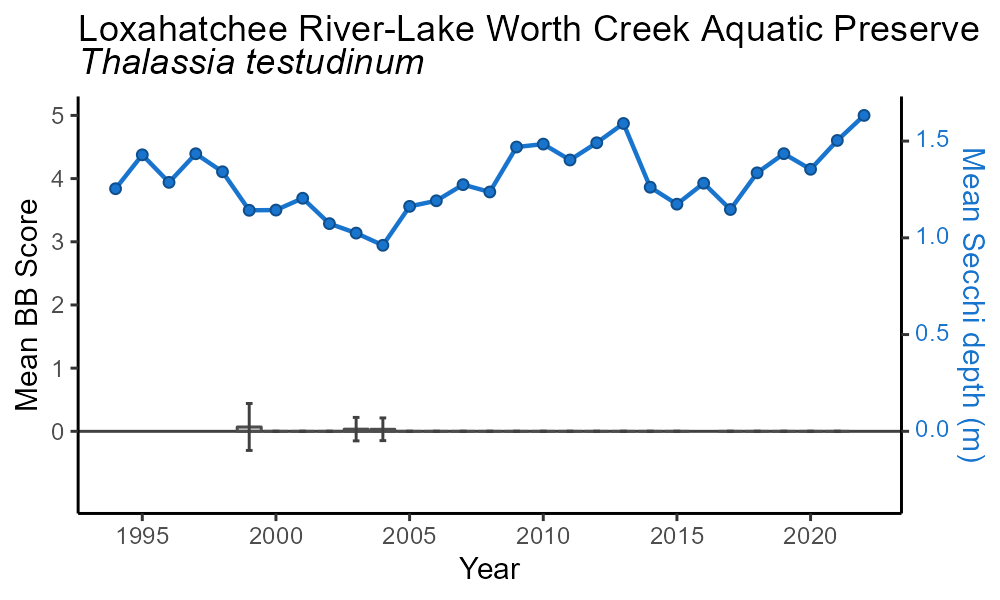 Loxahatchee River-Lake Worth Creek Aquatic Preserve
Thalassia testudinum
Mean BB Score
5
4
3
2
1
0
1.5
1.0
0.5
0.0
Mean Secchi depth (m)
1995 2000 2005 2010 2015 2020
Year